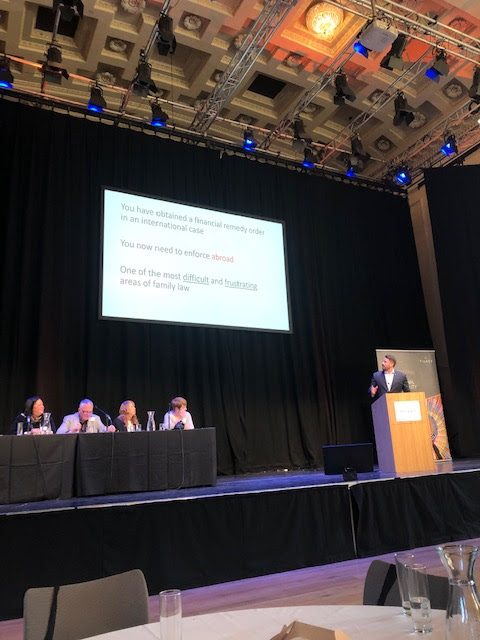 You have obtained a financial remedy order
in an international case
You now need to enforce abroad
One of the most difficult and frustrating
areas of family law